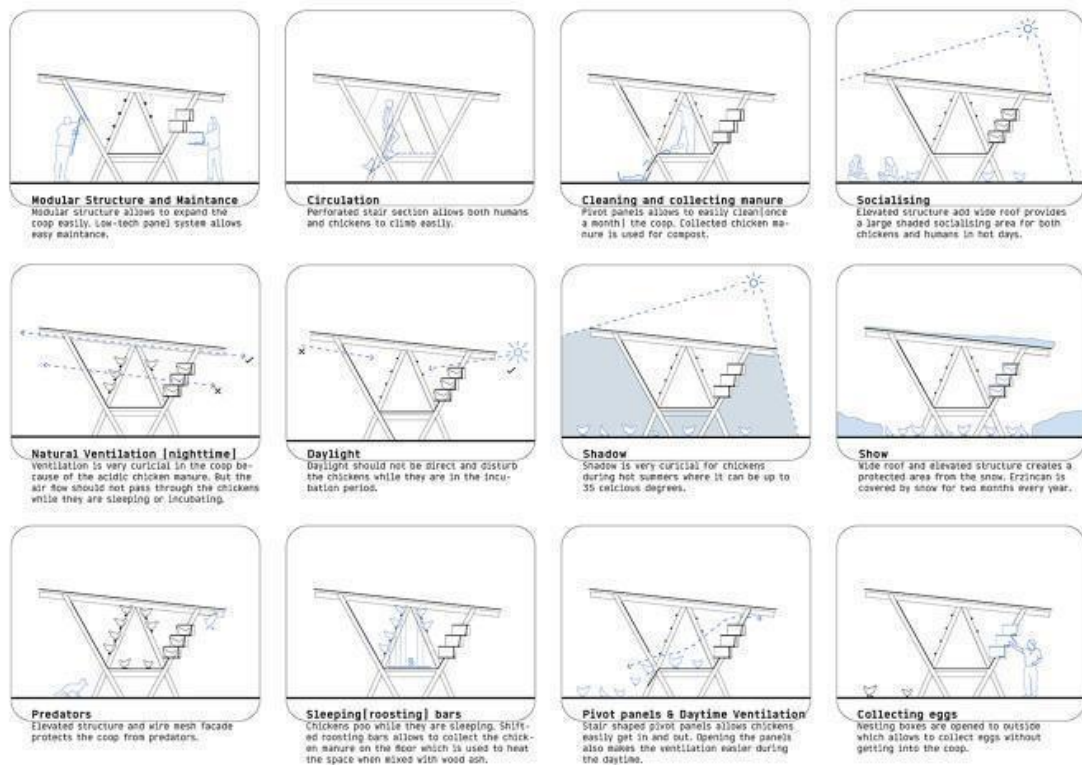 Modular Structure and Maintance
Modular structure allows to expand the
coop easily. Low-tech panel system allows
easy maintance.
Circulation
Perforated stair section allows both humans
and chickens to climb easily.
Cleaning and collecting manure
Pivot panels allows to easily clean[once
a month] the coop. Collected chicken ma-
nure is used for compost.
Socialising
Elevated structure add wide roof provides
a large shaded socialising area for both
chickens and humans in hot days.
Natural Ventilation [nighttime]
Ventilation is very curicial in the coop be-
cause of the acidic chicken manure. But the
air flow should not pass through the chickens
while they are sleeping or incubating.
Daylight
Daylight should not be direct and disturb
the chickens while they are in the incu-
bation period.
Shadow
Shadow is very curicial for chickens
during hot summers where it can be up to
35 celcious degrees.
Show
Wide roof and elevated structure creates a
protected area from the snow. Erzincan is
covered by snow for two months every year.
Predators
Elevated structure and wire mesh facade
protects the coop from predators.
Sleeping[roosting] bars
Chickens poo while they are sleeping. Shift-
ed roosting bars allows to collect the chick-
en manure on the floor which is used to heat
the space when mixed with wood ash.
Pivot panels & Daytime Ventilation
Stair shaped pivot panels allows chickens
easily get in and out. Opening the panels
also makes the ventilation easier during
the daytime.
Collecting eggs
Nesting boxes are opened to outside
which allows to collect eggs without
getting into the coop.